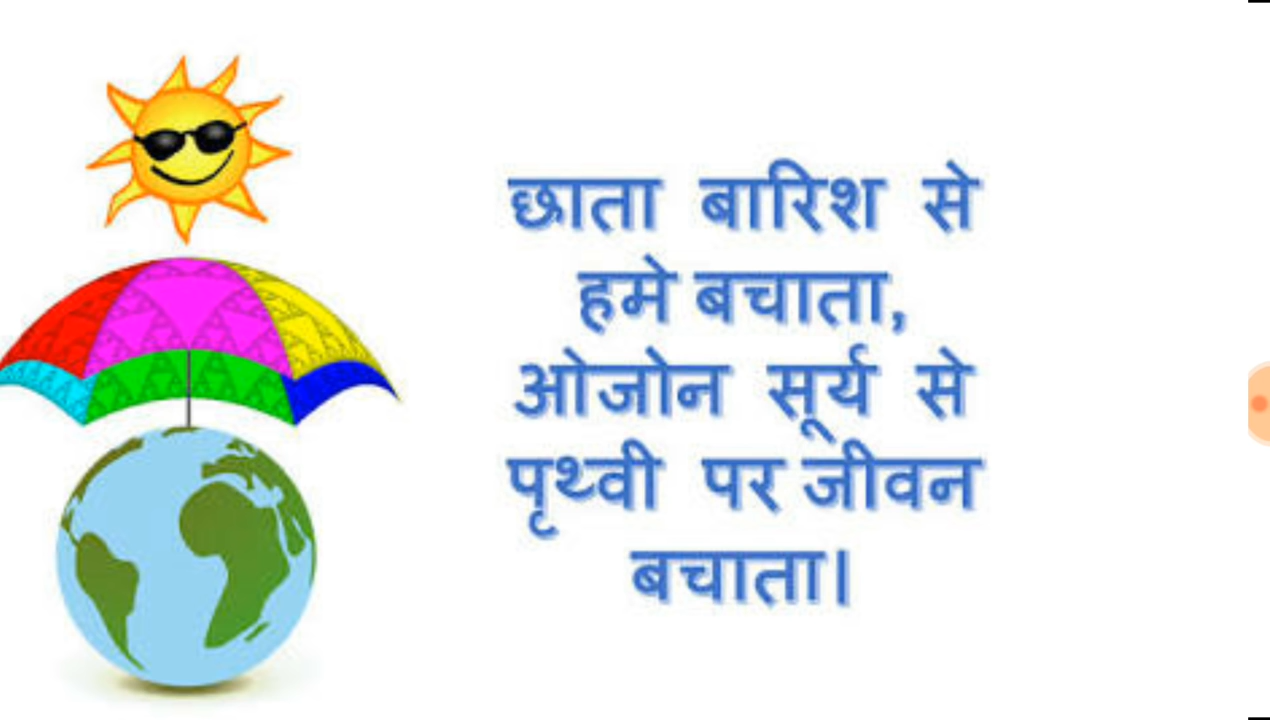 छाता बारिश से
हमे बचाता,
ओजोन सूर्य से
पृथ्वी पर जीवन
बचाता।